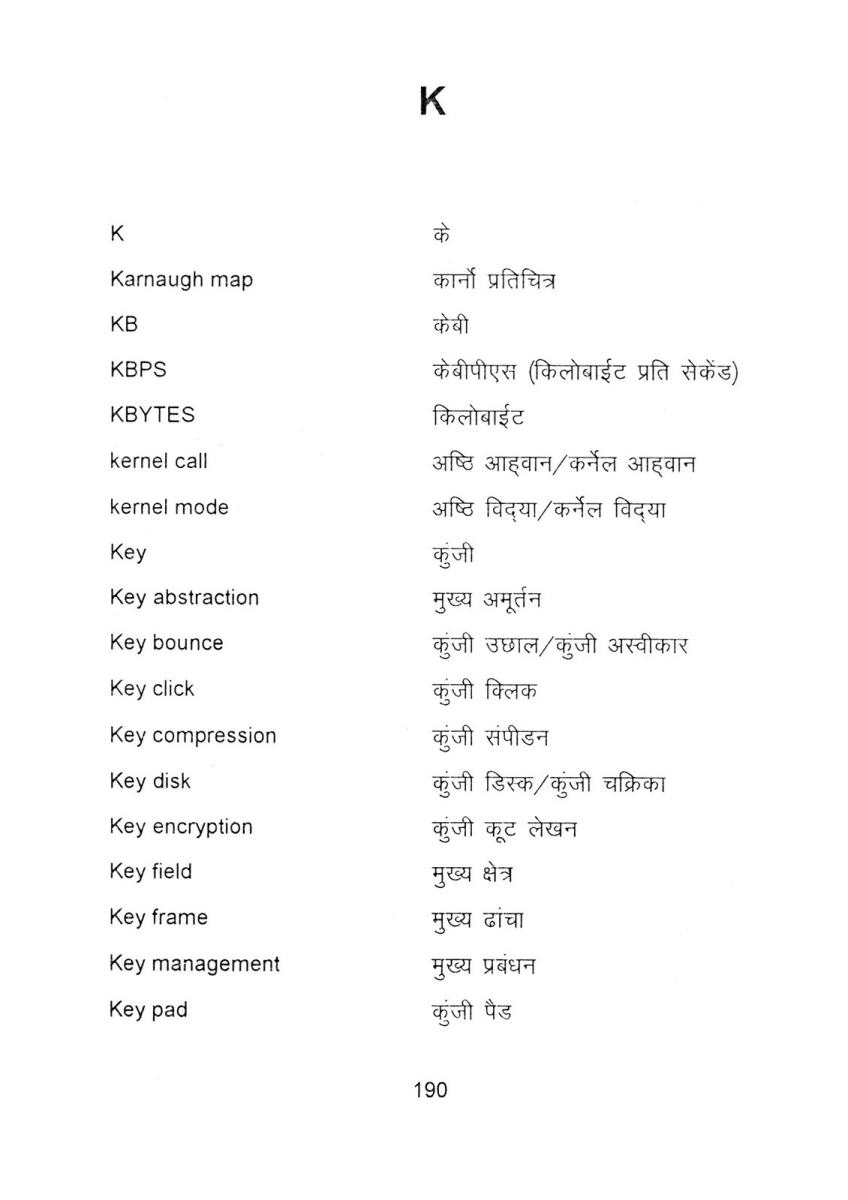 K
K के
Karnaugh map कार्नो प्रतिचित्र
KB केबी
KBPS केबीपीएस (किलोबाईट प्रति सेकेंड)
KBYTES किलोबाईट
kernel call अष्ठि आह्वान/कर्नेल आह्वान
kernel mode अष्ठि विद्या/कर्नेल विद्या
Key कुंजी
Key abstraction मुख्य अमूर्तन
Key bounce कुंजी उछाल/कुंजी अस्वीकार
Key click कुंजी क्लिक
Key compression कुंजी संपीडन
Key disk कुंजी डिस्क/कुंजी चक्रिका
Key encryption कुंजी कूट लेखन
Key field मुख्य क्षेत्र
Key frame मुख्य ढांचा
Key management मुख्य प्रबंधन
Key pad कुंजी पैड
190